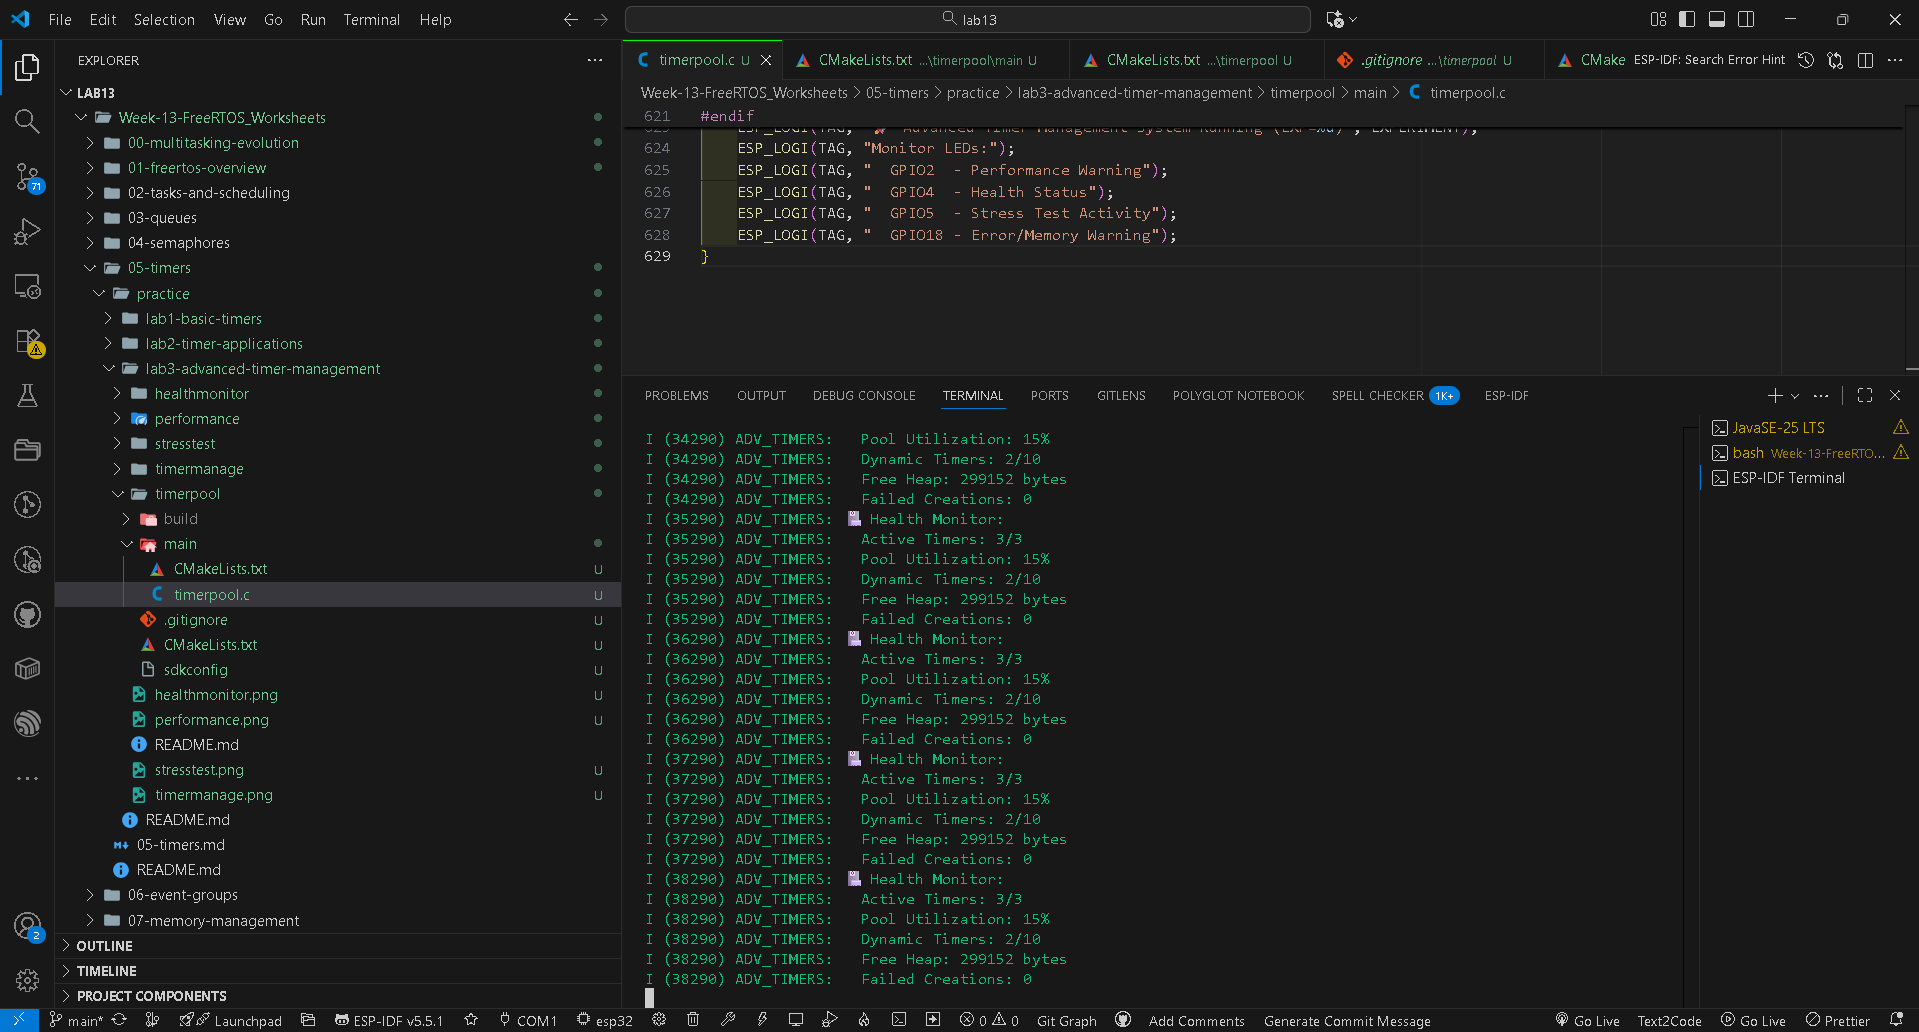 File Edit Selection View Go Run Terminal Help
lab13
EXPLORER
LAB13
Week-13-FreeRTOS_Worksheets
00-multitasking-evolution
01-freertos-overview
02-tasks-and-scheduling
03-queues
04-semaphores
05-timers
practice
lab1-basic-timers
lab2-timer-applications
lab3-advanced-timer-management
healthmonitor
performance
stresstest
timermanage
timerpool
build
main
CMakeLists.txt U
timerpool.c U
.gitignore U
CMakeLists.txt U
sdkconfig U
healthmonitor.png U
performance.png U
README.md
stresstest.png U
timermanage.png U
README.md
05-timers.md
README.md
06-event-groups
07-memory-management
OUTLINE
TIMELINE
PROJECT COMPONENTS
71
2
timerpool.c U
CMakeLists.txt ...\timerpool\main U
CMakeLists.txt ...\timerpool U
.gitignore ...\timerpool U
CMake
ESP-IDF: Search Error Hint
Week-13-FreeRTOS_Worksheets > 05-timers > practice > lab3-advanced-timer-management > timerpool > main > timerpool.c
621 #endif
624 ESP_LOGI(TAG, "Monitor LEDs:");
625 ESP_LOGI(TAG, "  GPIO2  - Performance Warning");
626 ESP_LOGI(TAG, "  GPIO4  - Health Status");
627 ESP_LOGI(TAG, "  GPIO5  - Stress Test Activity");
628 ESP_LOGI(TAG, "  GPIO18 - Error/Memory Warning");
629 }
PROBLEMS OUTPUT DEBUG CONSOLE TERMINAL PORTS GITLENS POLYGLOT NOTEBOOK SPELL CHECKER 1K+ ESP-IDF
I (34290) ADV_TIMERS:   Pool Utilization: 15%
I (34290) ADV_TIMERS:   Dynamic Timers: 2/10
I (34290) ADV_TIMERS:   Free Heap: 299152 bytes
I (34290) ADV_TIMERS:   Failed Creations: 0
I (35290) ADV_TIMERS: Health Monitor:
I (35290) ADV_TIMERS:   Active Timers: 3/3
I (35290) ADV_TIMERS:   Pool Utilization: 15%
I (35290) ADV_TIMERS:   Dynamic Timers: 2/10
I (35290) ADV_TIMERS:   Free Heap: 299152 bytes
I (35290) ADV_TIMERS:   Failed Creations: 0
I (36290) ADV_TIMERS: Health Monitor:
I (36290) ADV_TIMERS:   Active Timers: 3/3
I (36290) ADV_TIMERS:   Pool Utilization: 15%
I (36290) ADV_TIMERS:   Dynamic Timers: 2/10
I (36290) ADV_TIMERS:   Free Heap: 299152 bytes
I (36290) ADV_TIMERS:   Failed Creations: 0
I (37290) ADV_TIMERS: Health Monitor:
I (37290) ADV_TIMERS:   Active Timers: 3/3
I (37290) ADV_TIMERS:   Pool Utilization: 15%
I (37290) ADV_TIMERS:   Dynamic Timers: 2/10
I (37290) ADV_TIMERS:   Free Heap: 299152 bytes
I (37290) ADV_TIMERS:   Failed Creations: 0
I (38290) ADV_TIMERS: Health Monitor:
I (38290) ADV_TIMERS:   Active Timers: 3/3
I (38290) ADV_TIMERS:   Pool Utilization: 15%
I (38290) ADV_TIMERS:   Dynamic Timers: 2/10
I (38290) ADV_TIMERS:   Free Heap: 299152 bytes
I (38290) ADV_TIMERS:   Failed Creations: 0
JavaSE-25 LTS
bash Week-13-FreeRTO...
ESP-IDF Terminal
main* Launchpad ESP-IDF v5.5.1 COM1 esp32 0 0 Git Graph Add Comments Generate Commit Message Go Live Text2Code Go Live Prettier